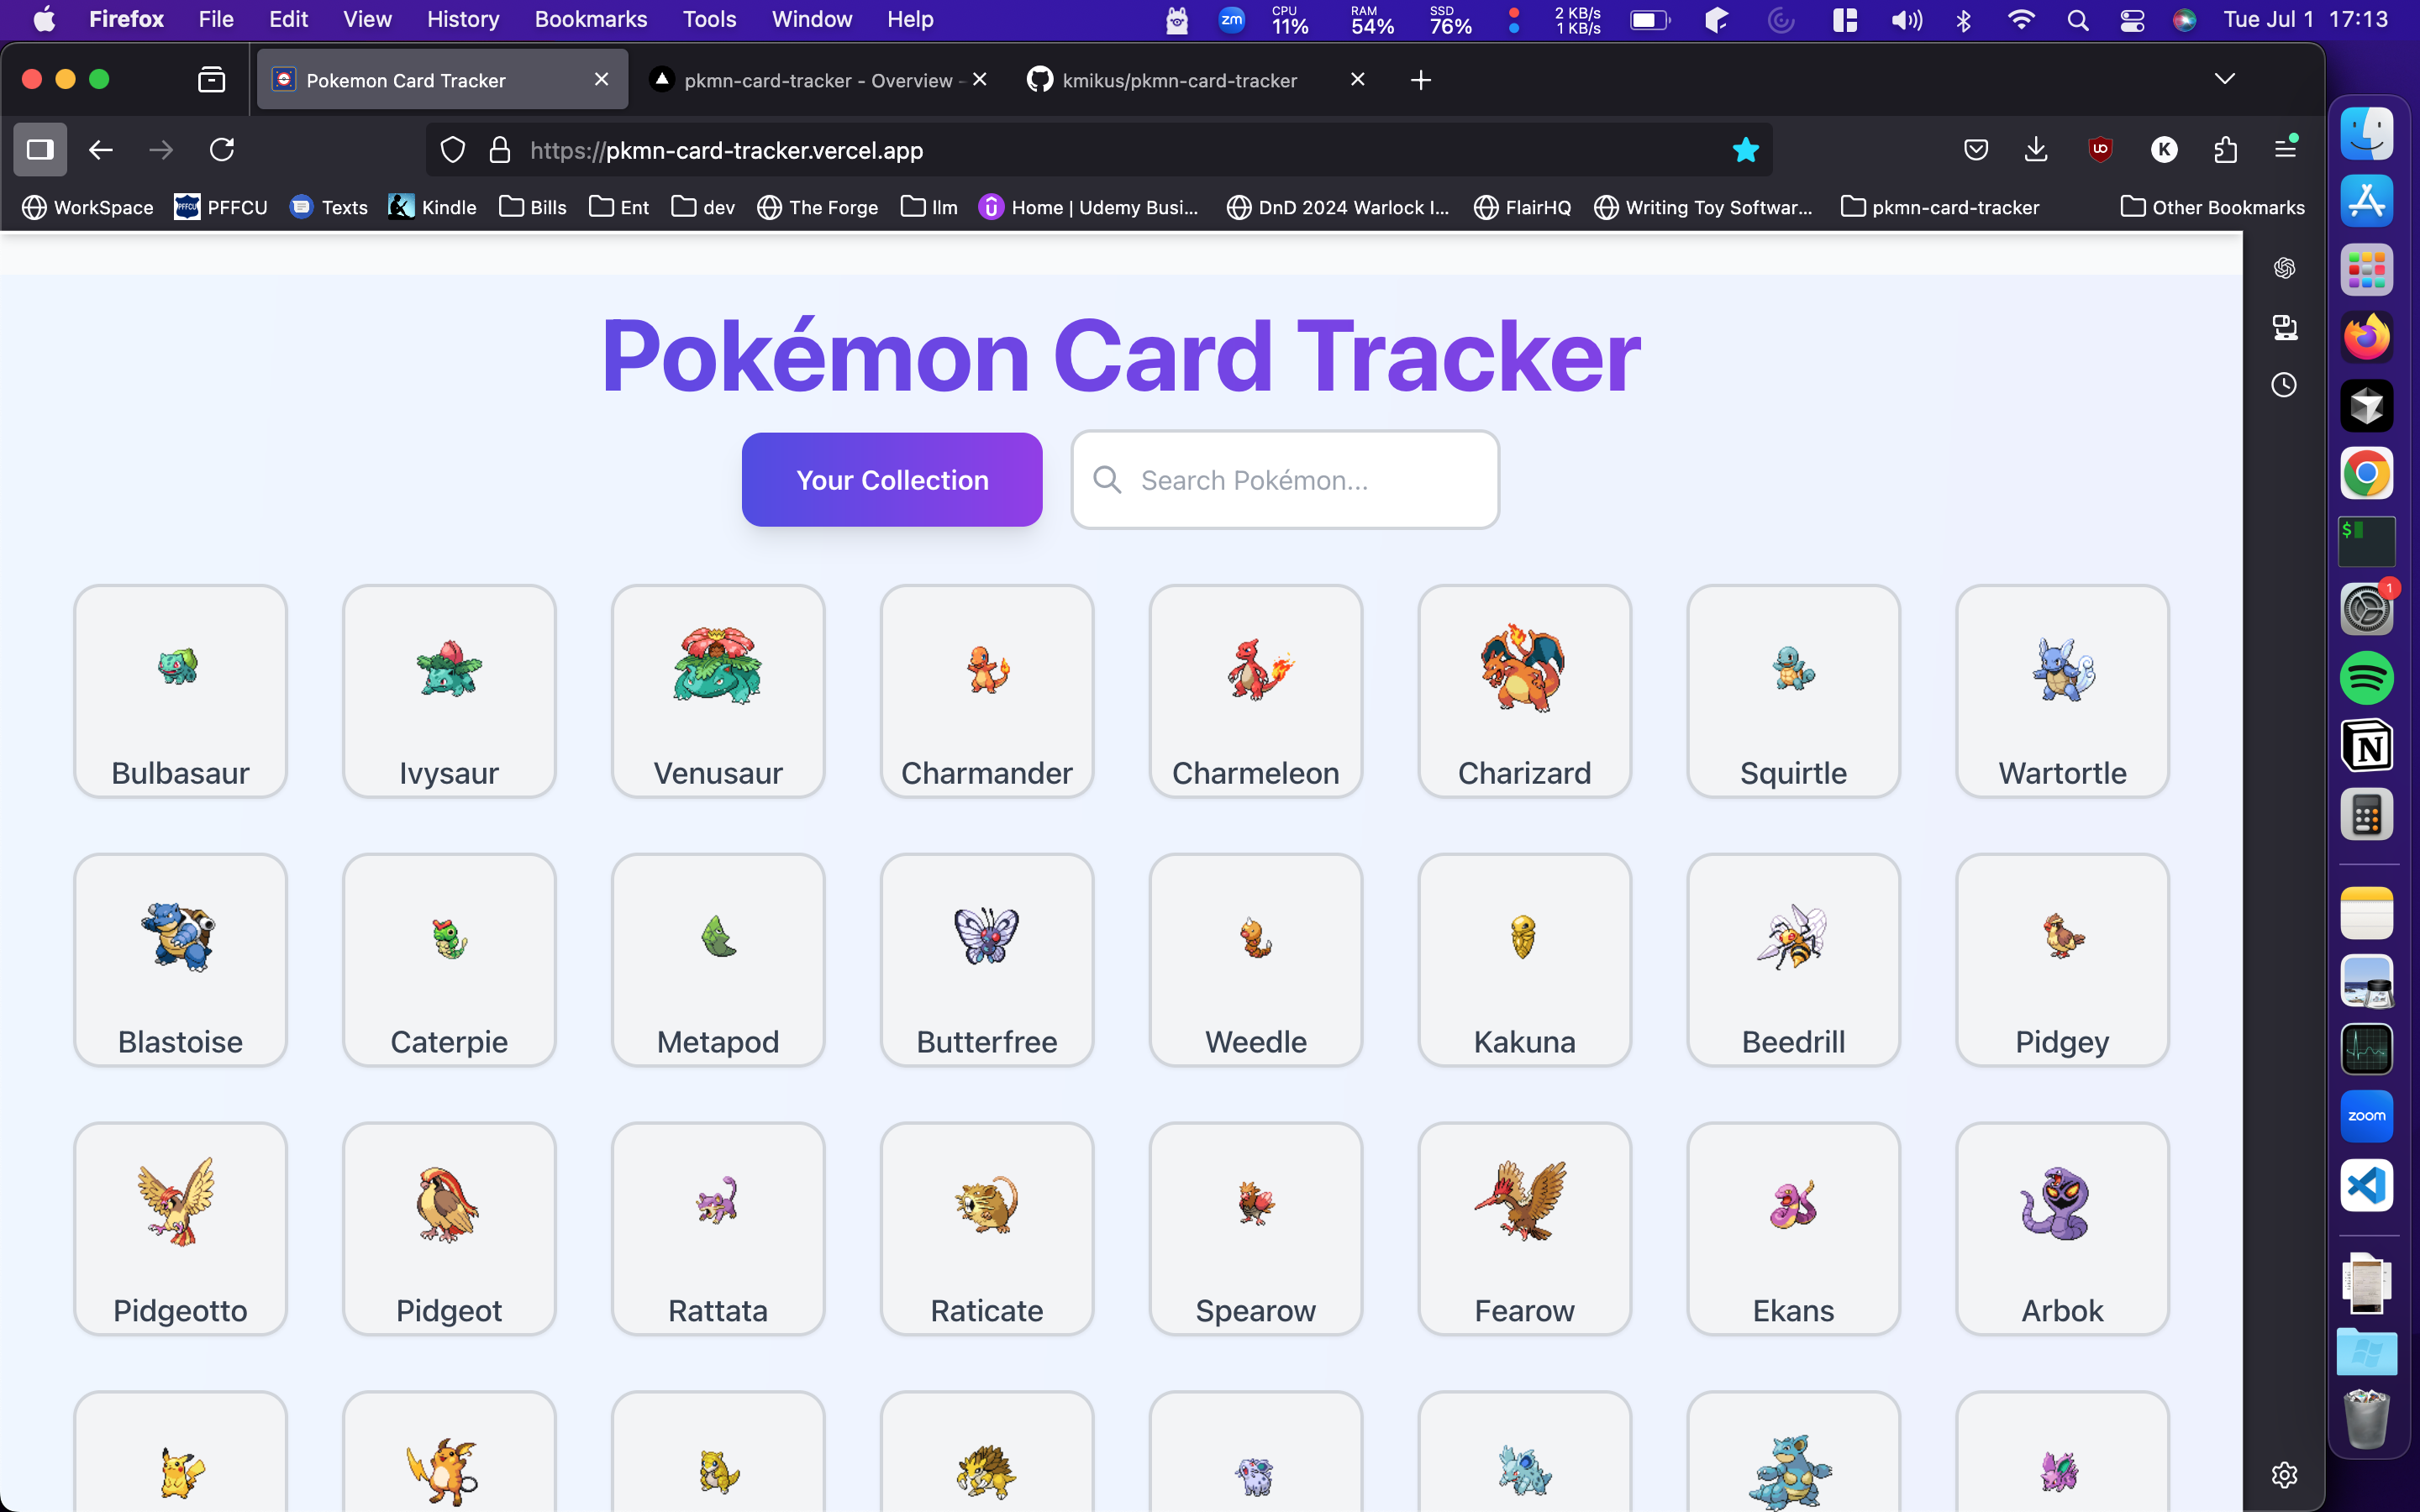 Firefox File Edit View History Bookmarks Tools Window Help zm CPU 11% RAM 54% SSD 76% 2 KB/s 1 KB/s Tue Jul 1 17:13
Pokemon Card Tracker pkmn-card-tracker - Overview - kmikus/pkmn-card-tracker
https://pkmn-card-tracker.vercel.app K
WorkSpace PFFCU PFFCU Texts Kindle Bills Ent dev The Forge llm Home | Udemy Busi... DnD 2024 Warlock I... FlairHQ Writing Toy Softwar... pkmn-card-tracker Other Bookmarks
Pokémon Card Tracker
Your Collection Search Pokémon...
Bulbasaur Ivysaur Venusaur Charmander Charmeleon Charizard Squirtle Wartortle
Blastoise Caterpie Metapod Butterfree Weedle Kakuna Beedrill Pidgey
Pidgeotto Pidgeot Rattata Raticate Spearow Fearow Ekans Arbok
$
1
N
zoom